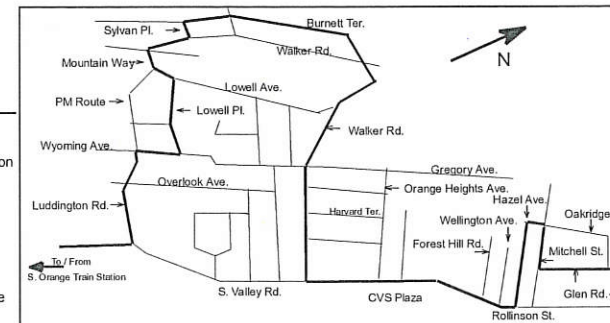 Burnett Ter.
Sylvan Pl.
Walker Rd.
Mountain Way
N
Lowell Ave.
PM Route
Lowell Pl.
Walker Rd.
on
Wyoming Ave.
Gregory Ave.
Overlook Ave.
Orange Heights Ave.
Hazel Ave.
Luddington Rd.
Harvard Ter.
Wellington Ave.
Oakridge
Forest Hill Rd.
Mitchell St.
To / From
S. Orange Train Station
S. Valley Rd.
CVS Plaza
Glen Rd.
Rollinson St.
e